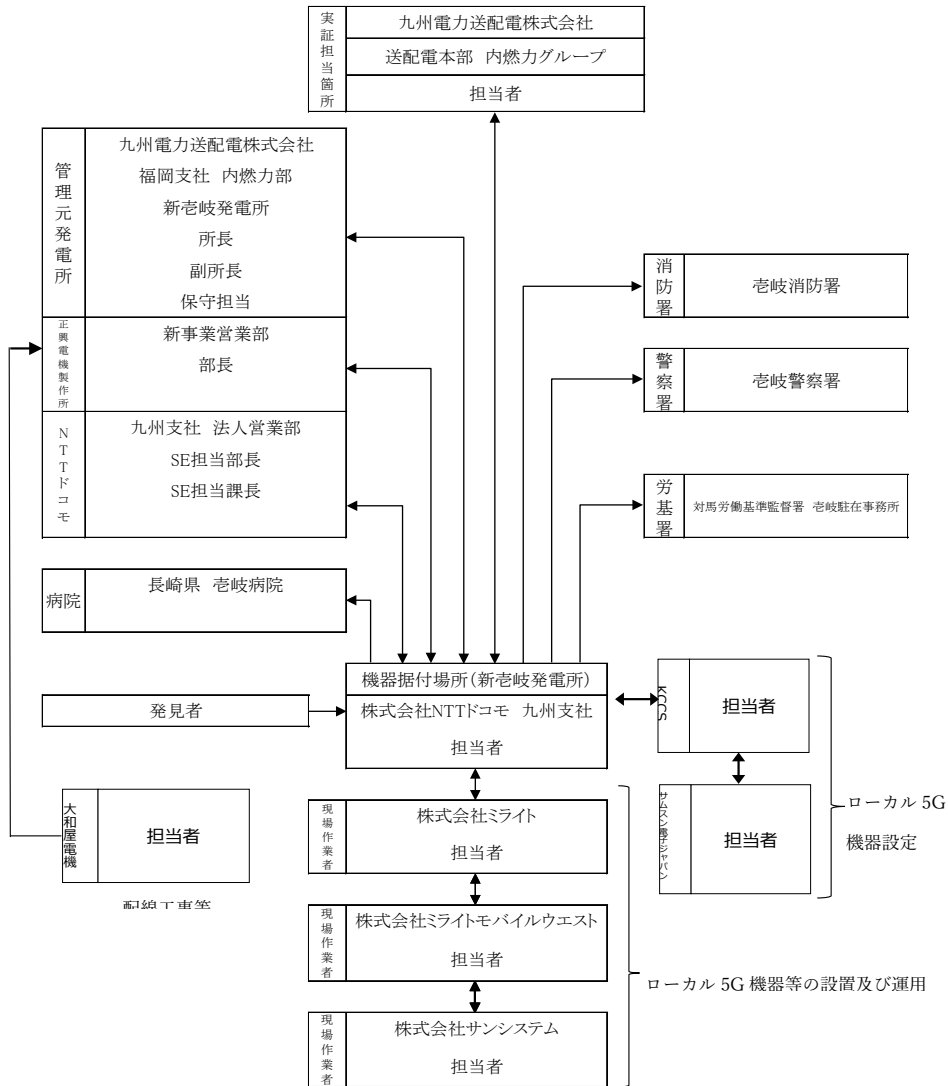 実証担当箇所
九州電力送配電株式会社
送配電本部 内燃力グループ
担当者
管理元発電所
九州電力送配電株式会社
福岡支社 内燃力部
新壱岐発電所
所長
副所長
保守担当
正興電機製作所
新事業営業部
部長
NTTドコモ
九州支社 法人営業部
SE担当部長
SE担当課長
病院
長崎県 壱岐病院
消防署
壱岐消防署
警察署
壱岐警察署
労基署
対馬労働基準監督署 壱岐駐在事務所
発見者
機器据付場所(新壱岐発電所)
株式会社NTTドコモ 九州支社
担当者
KCCS
担当者
サムスン電子ジャパン
担当者
ローカル 5G
機器設定
大和屋電機
担当者
配線工事等
現場作業者
株式会社ミライト
担当者
現場作業者
株式会社ミライトモバイルウエスト
担当者
現場作業者
株式会社サンシステム
担当者
ローカル 5G 機器等の設置及び運用